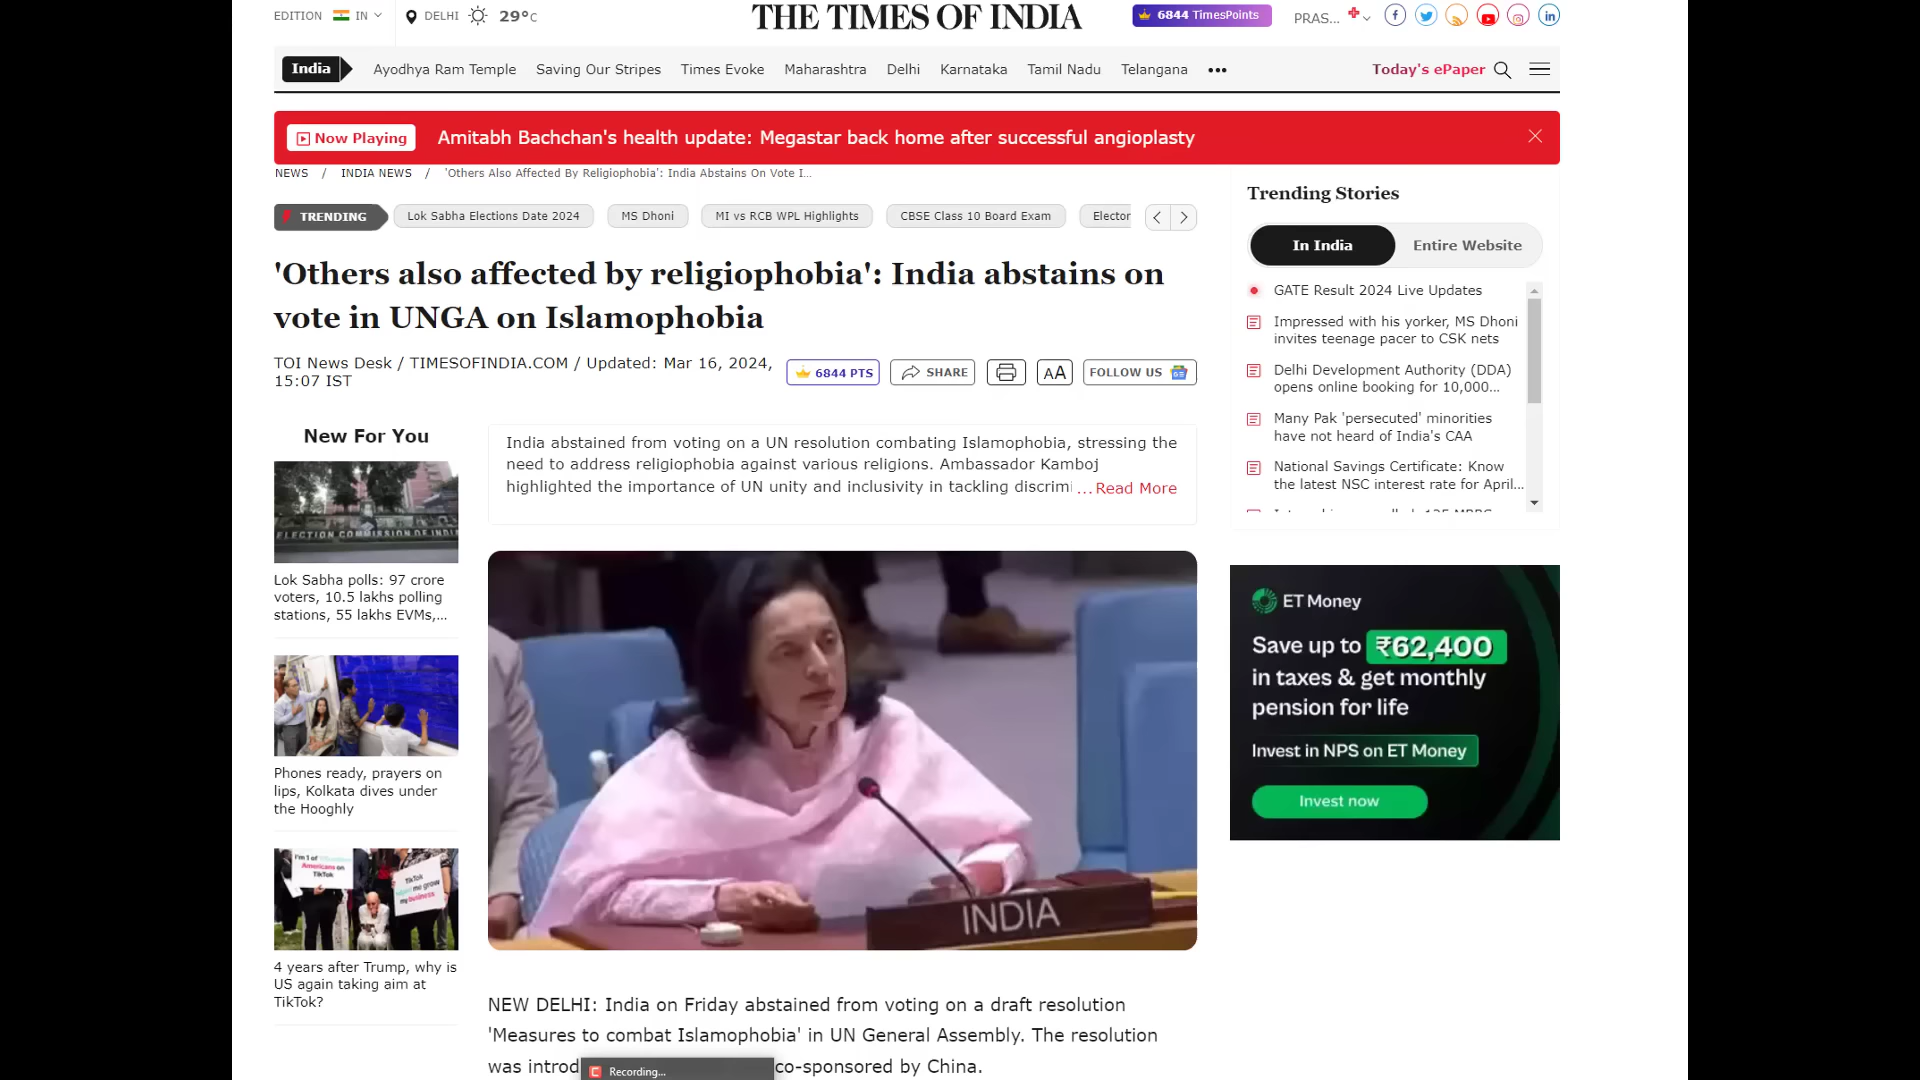 EDITION IN DELHI 29°C
THE TIMES OF INDIA
6844 TimesPoints
PRAS...
India Ayodhya Ram Temple Saving Our Stripes Times Evoke Maharashtra Delhi Karnataka Tamil Nadu Telangana
Today's ePaper
Now Playing Amitabh Bachchan's health update: Megastar back home after successful angioplasty
NEWS / INDIA NEWS / 'Others Also Affected By Religiophobia': India Abstains On Vote I...
TRENDING Lok Sabha Elections Date 2024 MS Dhoni MI vs RCB WPL Highlights CBSE Class 10 Board Exam Elector
'Others also affected by religiophobia': India abstains on
vote in UNGA on Islamophobia
TOI News Desk / TIMESOFINDIA.COM / Updated: Mar 16, 2024,
15:07 IST
6844 PTS SHARE AA FOLLOW US
New For You
Lok Sabha polls: 97 crore
voters, 10.5 lakhs polling
stations, 55 lakhs EVMs,...
Phones ready, prayers on
lips, Kolkata dives under
the Hooghly
4 years after Trump, why is
US again taking aim at
TikTok?
ELECTION COMMISSION OF INDIA
I'm 1 of
Americans on
TikTok
TikTok
me grow
my business
India abstained from voting on a UN resolution combating Islamophobia, stressing the
need to address religiophobia against various religions. Ambassador Kamboj
highlighted the importance of UN unity and inclusivity in tackling discrimi ...Read More
INDIA
NEW DELHI: India on Friday abstained from voting on a draft resolution
'Measures to combat Islamophobia' in UN General Assembly. The resolution
was introd co-sponsored by China.
Recording...
Trending Stories
In India Entire Website
GATE Result 2024 Live Updates
Impressed with his yorker, MS Dhoni
invites teenage pacer to CSK nets
Delhi Development Authority (DDA)
opens online booking for 10,000...
Many Pak 'persecuted' minorities
have not heard of India's CAA
National Savings Certificate: Know
the latest NSC interest rate for April...
ET Money
Save up to ₹62,400
in taxes & get monthly
pension for life
Invest in NPS on ET Money
Invest now